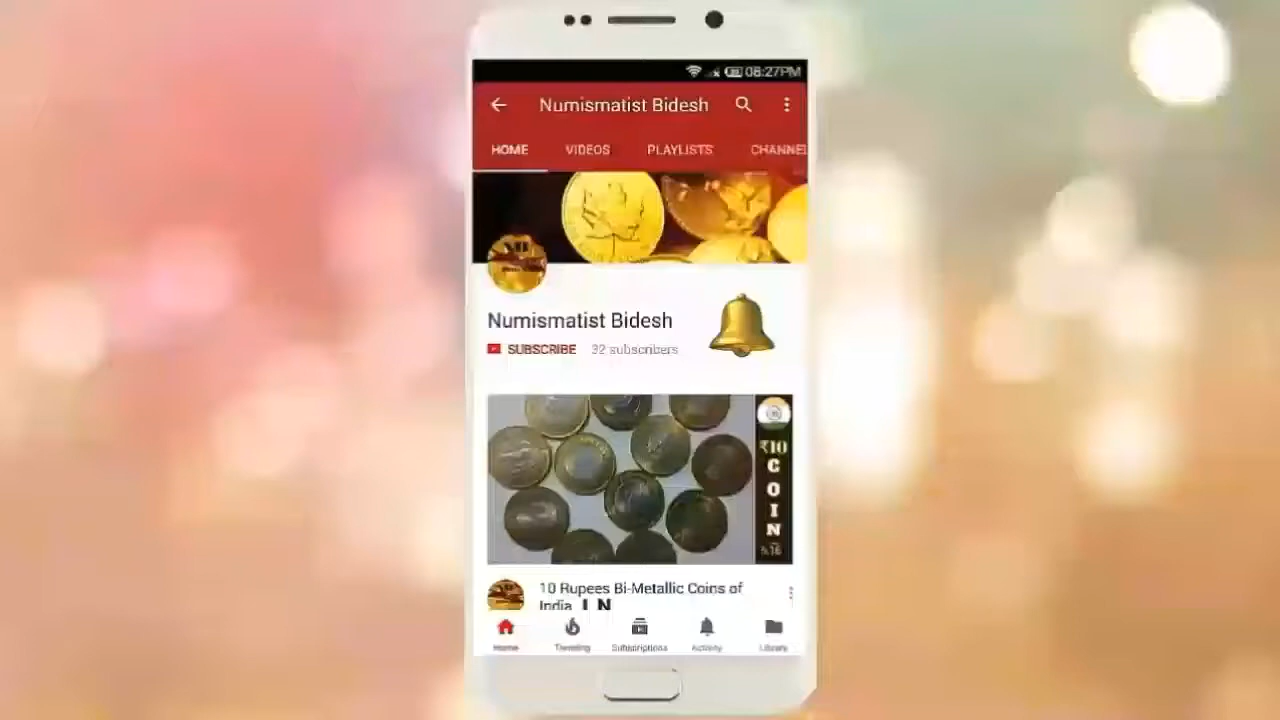 08:27PM
Numismatist Bidesh
HOME VIDEOS PLAYLISTS CHANNEL
Numismatist Bidesh
SUBSCRIBE 32 subscribers
₹10
C
O
I
N
10 Rupees Bi-Metallic Coins of
India I N
Home Trending Subscriptions Activity Library